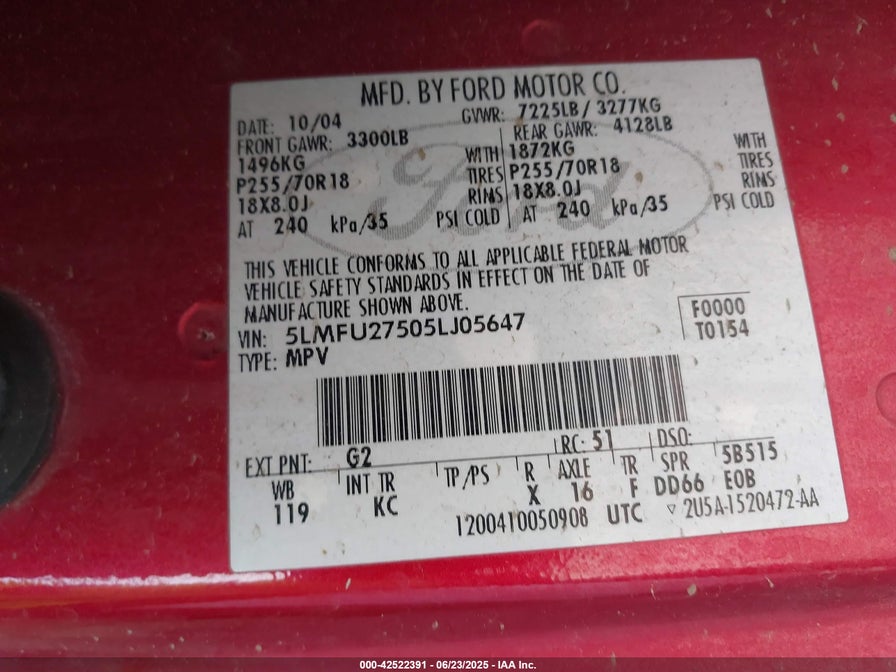 MFD. BY FORD MOTOR CO.
DATE: 10/04 GVWR: 7225LB / 3277KG
FRONT GAWR: 3300LB REAR GAWR: 4128LB
1496KG WITH 1872KG WITH
P255/70R18 TIRES P255/70R18 TIRES
18X8.0J RIMS 18X8.0J RIMS
AT 240 kPa/35 PSI COLD AT 240 kPa/35 PSI COLD
Ford
THIS VEHICLE CONFORMS TO ALL APPLICABLE FEDERAL MOTOR
VEHICLE SAFETY STANDARDS IN EFFECT ON THE DATE OF
MANUFACTURE SHOWN ABOVE.
VIN: 5LMFU27505LJ05647 F0000
TYPE: MPV T0154
EXT PNT: G2 RC: 51 DSO:
WB INT TR TP/PS R AXLE TR SPR 5B515
119 KC X 16 F DD66 EOB
1200410050908 UTC ▽ 2U5A-1520472-AA
000-42522391 - 06/23/2025 - IAA Inc.